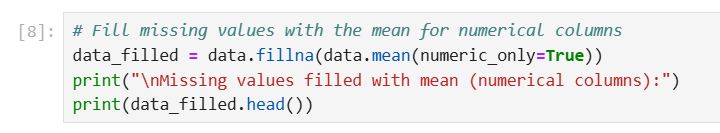 [8]: # Fill missing values with the mean for numerical columns
data_filled = data.fillna(data.mean(numeric_only=True))
print("\nMissing values filled with mean (numerical columns):")
print(data_filled.head())